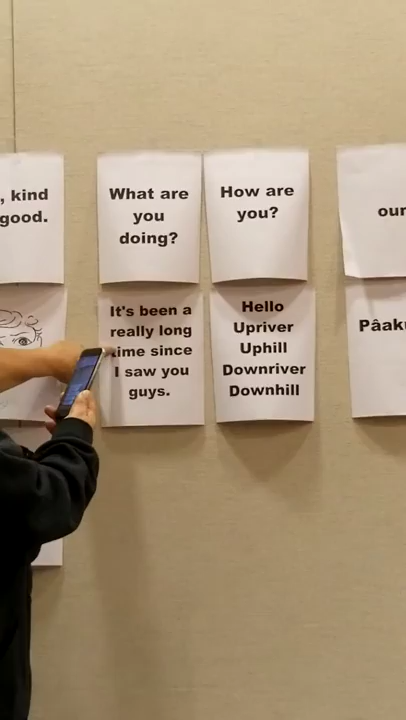 , kind
good.
What are
you
doing?
How are
you?
our
It's been a
really long
time since
I saw you
guys.
Hello
Upriver
Uphill
Downriver
Downhill
Pâak